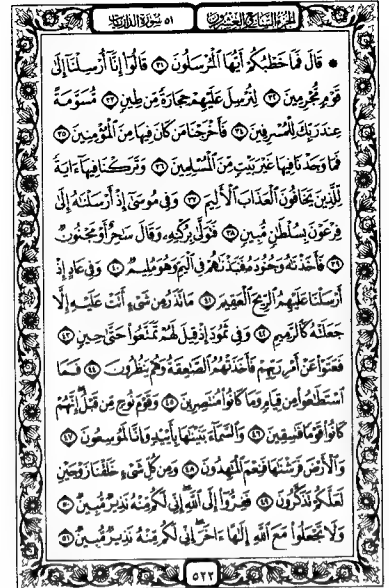 الجزء السابع والعشرون ٥١ سورة الذاريات
۞ قَالَ فَمَا خَطْبُكُمْ أَيُّهَا الْمُرْسَلُونَ ٣١ قَالُوا إِنَّا أُرْسِلْنَا إِلَى
قَوْمٍ مُّجْرِمِينَ ٣٢ لِنُرْسِلَ عَلَيْهِمْ حِجَارَةً مِّن طِينٍ ٣٣ مُّسَوَّمَةً
عِندَ رَبِّكَ لِلْمُسْرِفِينَ ٣٤ فَأَخْرَجْنَا مَن كَانَ فِيهَا مِنَ الْمُؤْمِنِينَ ٣٥
فَمَا وَجَدْنَا فِيهَا غَيْرَ بَيْتٍ مِّنَ الْمُسْلِمِينَ ٣٦ وَتَرَكْنَا فِيهَا ءَايَةً
لِّلَّذِينَ يَخَافُونَ الْعَذَابَ الْأَلِيمَ ٣٧ وَفِي مُوسَىٰ إِذْ أَرْسَلْنَاهُ إِلَىٰ
فِرْعَوْنَ بِسُلْطَانٍ مُّبِينٍ ٣٨ فَتَوَلَّىٰ بِرُكْنِهِ وَقَالَ سَاحِرٌ أَوْ مَجْنُونٌ
٣٩ فَأَخَذْنَاهُ وَجُنُودَهُ فَنَبَذْنَاهُمْ فِي الْيَمِّ وَهُوَ مُلِيمٌ ٤٠ وَفِي عَادٍ إِذْ
أَرْسَلْنَا عَلَيْهِمُ الرِّيحَ الْعَقِيمَ ٤١ مَا تَذَرُ مِن شَيْءٍ أَتَتْ عَلَيْهِ إِلَّا
جَعَلَتْهُ كَالرَّمِيمِ ٤٢ وَفِي ثَمُودَ إِذْ قِيلَ لَهُمْ تَمَتَّعُوا حَتَّىٰ حِينٍ ٤٣
فَعَتَوْا عَنْ أَمْرِ رَبِّهِمْ فَأَخَذَتْهُمُ الصَّاعِقَةُ وَهُمْ يَنظُرُونَ ٤٤ فَمَا
اسْتَطَاعُوا مِن قِيَامٍ وَمَا كَانُوا مُنتَصِرِينَ ٤٥ وَقَوْمَ نُوحٍ مِّن قَبْلُ إِنَّهُمْ
كَانُوا قَوْمًا فَاسِقِينَ ٤٦ وَالسَّمَاءَ بَنَيْنَاهَا بِأَيْيدٍ وَإِنَّا لَمُوسِعُونَ ٤٧
وَالْأَرْضَ فَرَشْنَاهَا فَنِعْمَ الْمَاهِدُونَ ٤٨ وَمِن كُلِّ شَيْءٍ خَلَقْنَا زَوْجَيْنِ
لَعَلَّكُمْ تَذَكَّرُونَ ٤٩ فَفِرُّوا إِلَى اللَّهِ إِنِّي لَكُم مِّنْهُ نَذِيرٌ مُّبِينٌ ٥٠
وَلَا تَجْعَلُوا مَعَ اللَّهِ إِلَٰهًا ءَاخَرَ إِنِّي لَكُم مِّنْهُ نَذِيرٌ مُّبِينٌ ٥١
٥٢٢